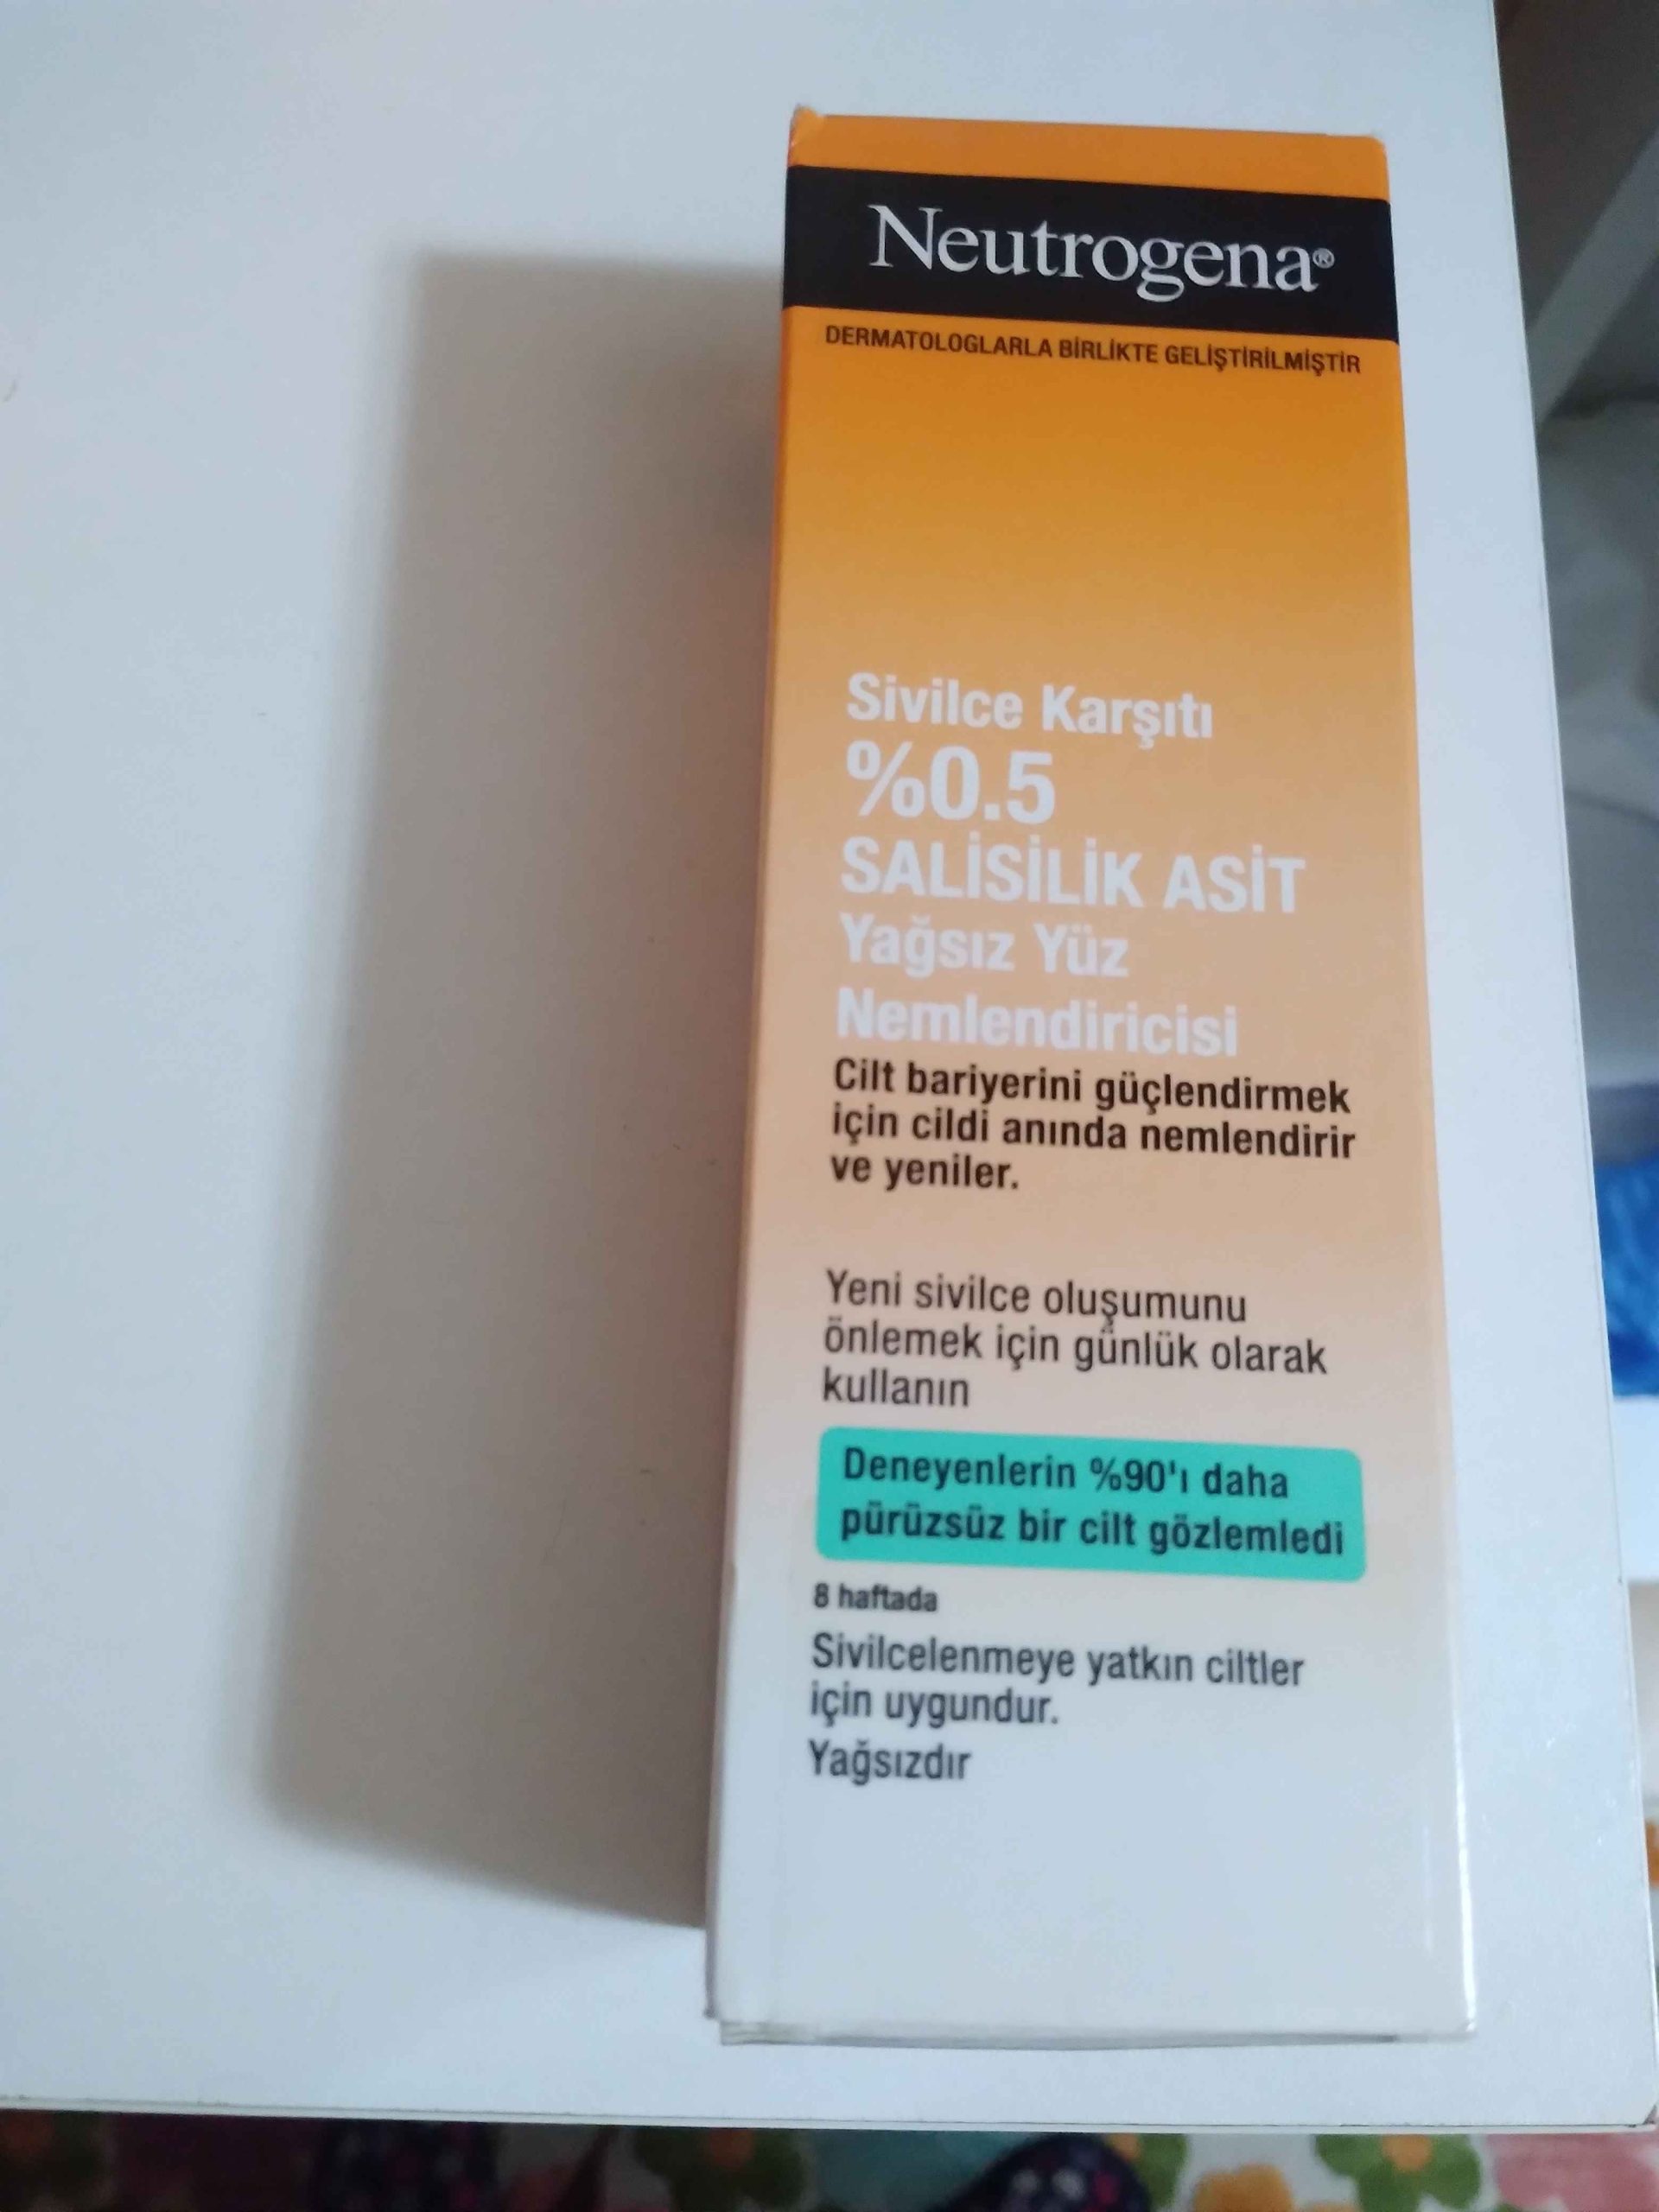 Neutrogena®
DERMATOLOGLARLA BİRLİKTE GELİŞTİRİLMİŞTİR
Sivilce Karşıtı
%0.5
SALİSİLİK ASİT
Yağsız Yüz
Nemlendiricisi
Cilt bariyerini güçlendirmek
için cildi anında nemlendirir
ve yeniler.
Yeni sivilce oluşumunu
önlemek için günlük olarak
kullanın
Deneyenlerin %90'ı daha
pürüzsüz bir cilt gözlemledi
8 haftada
Sivilcelenmeye yatkın ciltler
için uygundur.
Yağsızdır